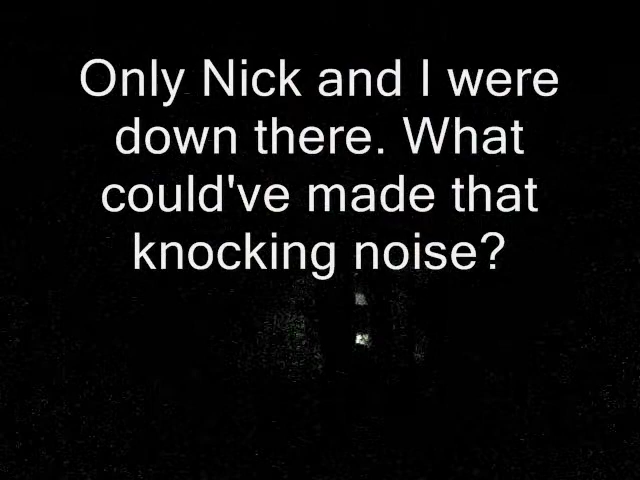 Only Nick and I were
down there. What
could've made that
knocking noise?